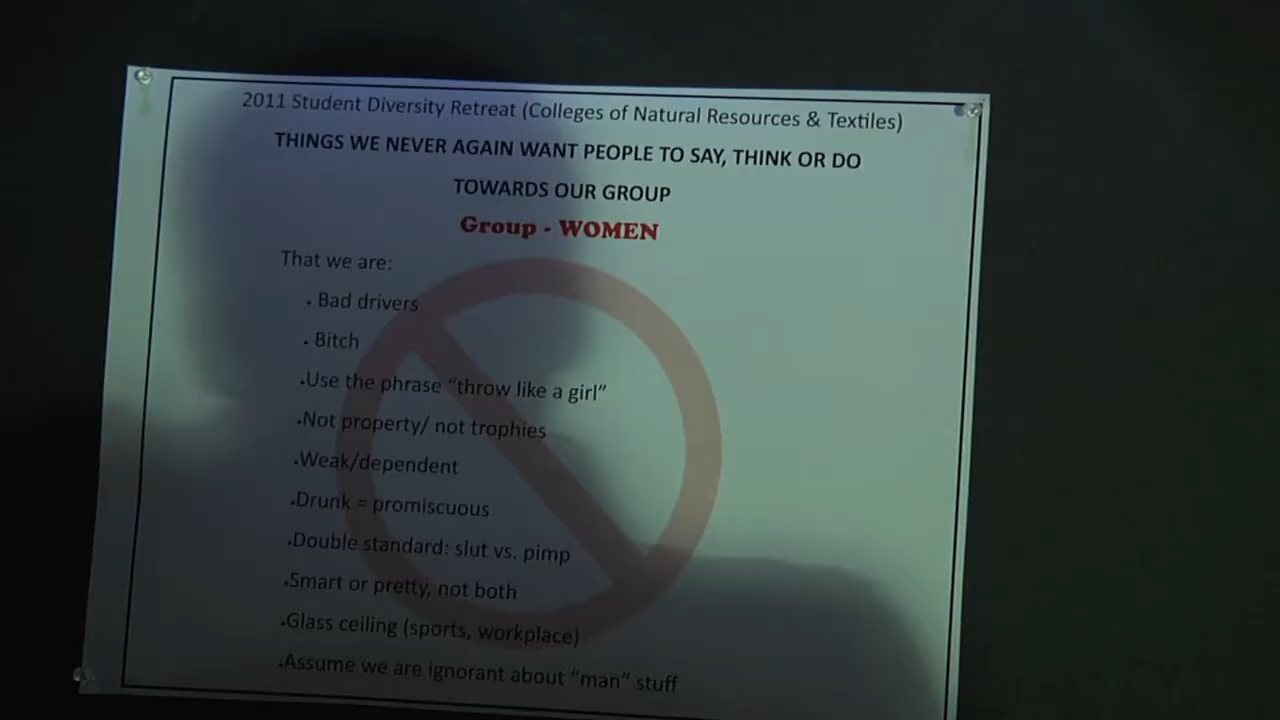 2011 Student Diversity Retreat (Colleges of Natural Resources & Textiles)
THINGS WE NEVER AGAIN WANT PEOPLE TO SAY, THINK OR DO
TOWARDS OUR GROUP
Group - WOMEN
That we are:
• Bad drivers
• Bitch
•Use the phrase “throw like a girl”
•Not property/ not trophies
•Weak/dependent
•Drunk = promiscuous
•Double standard: slut vs. pimp
•Smart or pretty, not both
•Glass ceiling (sports, workplace)
•Assume we are ignorant about “man” stuff